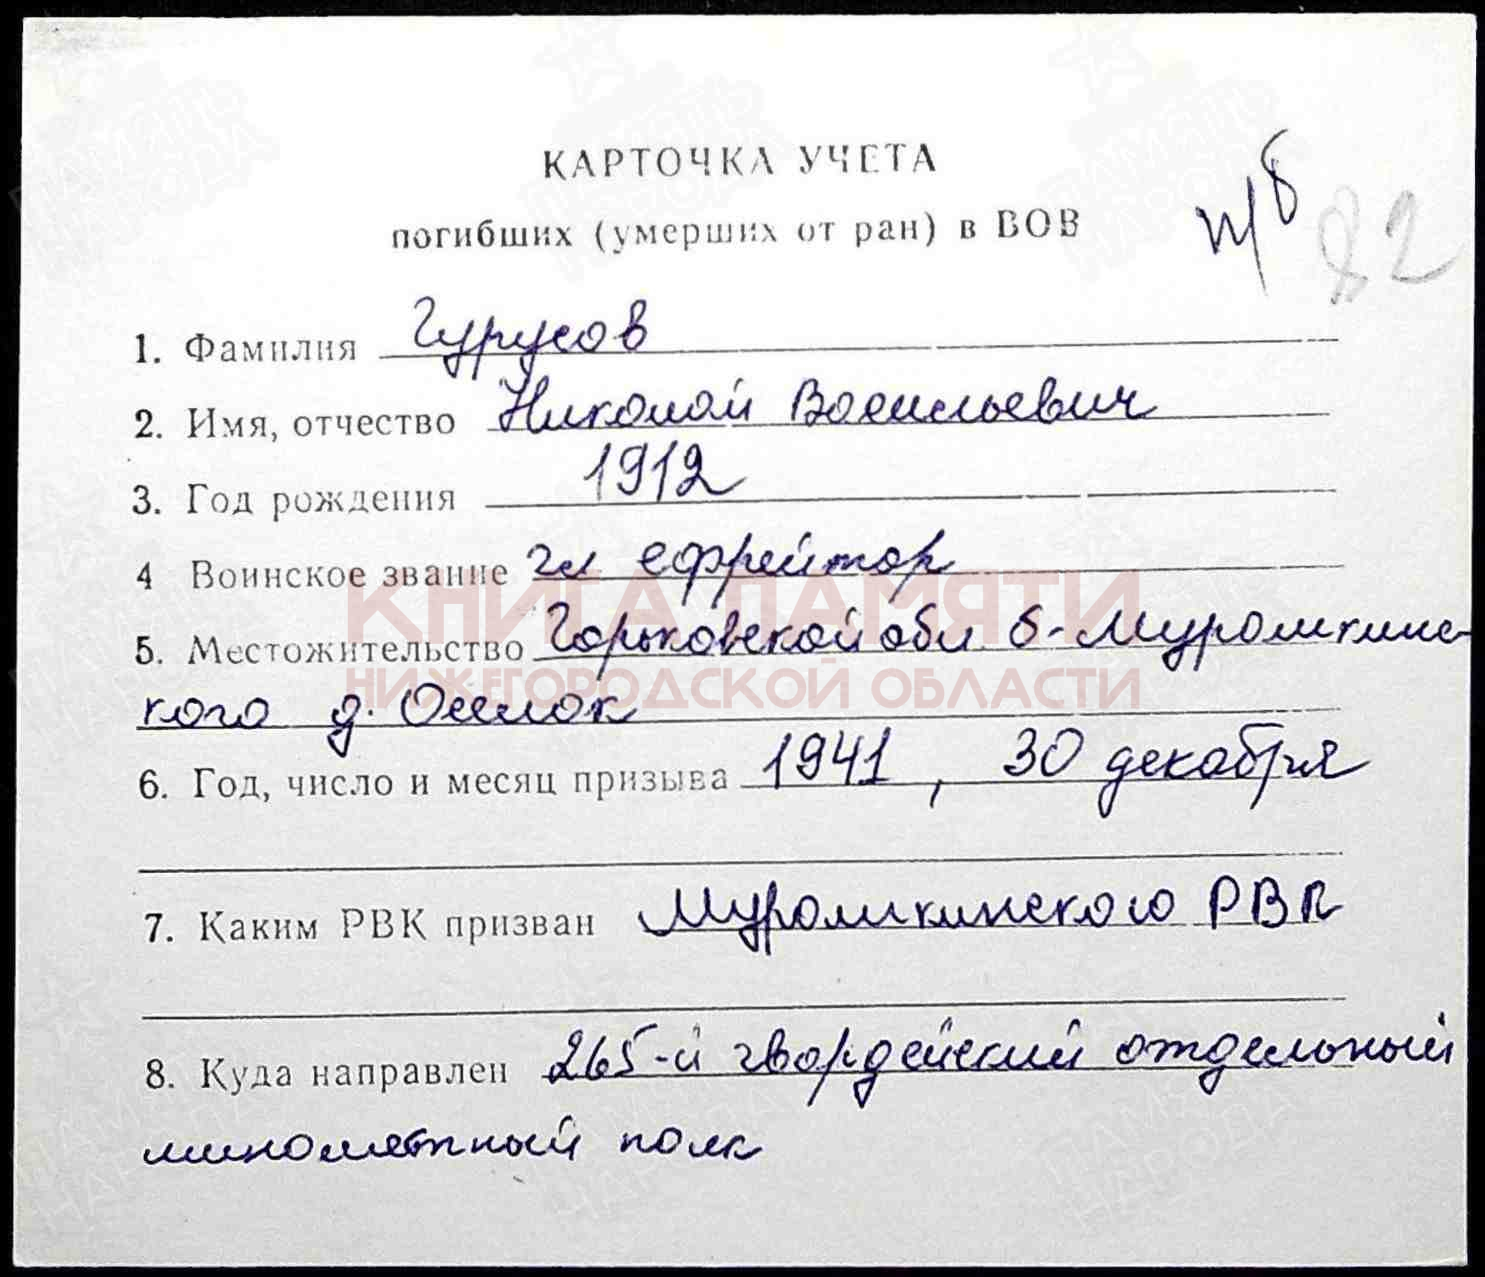 КАРТОЧКА УЧЕТА
погибших (умерших от ран) в ВОВ
п/б 82
1. Фамилия Гурусов
2. Имя, отчество Николай Васильевич
3. Год рождения 1912
4 Воинское звание гв ефрейтор
5. Местожительство Горьковской обл Б-Мурашкинс-
кого д. Ошлок
6. Год, число и месяц призыва 1941, 30 декабря
7. Каким РВК призван Мурашкинского РВК
8. Куда направлен 265-й гвардейский отдельный
минометный полк
КНИГА ПАМЯТИ
НИЖЕГОРОДСКОЙ ОБЛАСТИ